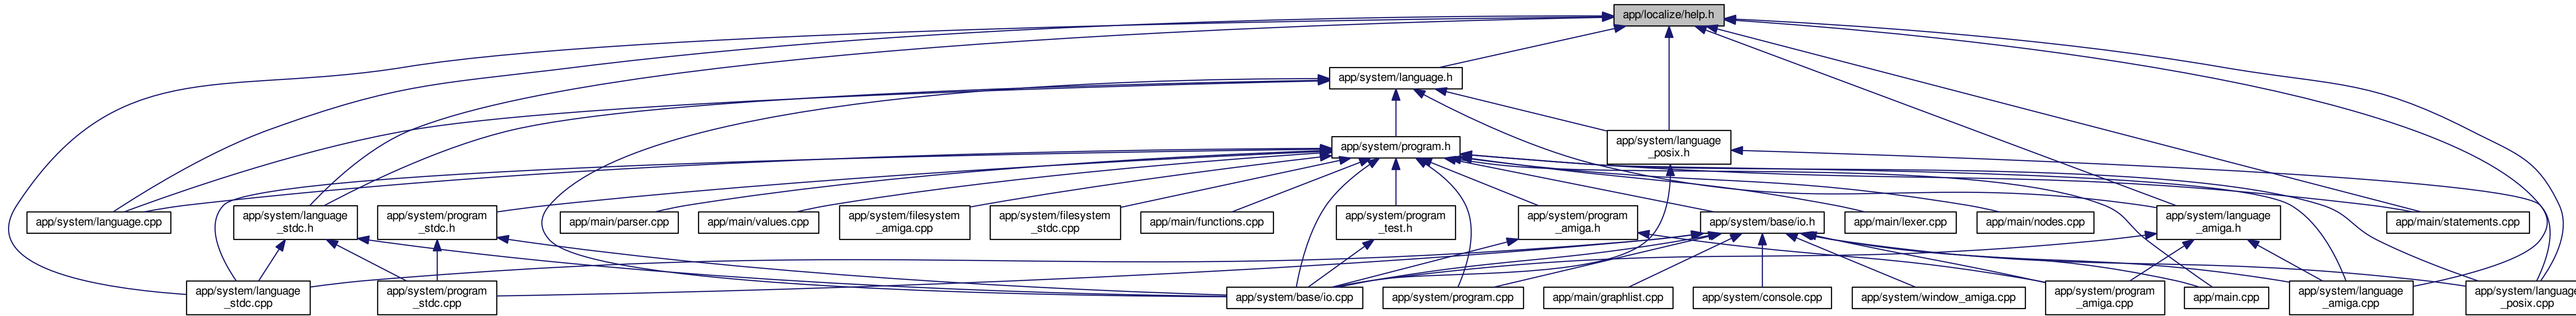 app/localize/help.h
app/system/language.h
app/system/program.h
app/system/language
_posix.h
app/system/language.cpp
app/system/language
_stdc.h
app/system/program
_stdc.h
app/main/parser.cpp
app/main/values.cpp
app/system/filesystem
_amiga.cpp
app/system/filesystem
_stdc.cpp
app/main/functions.cpp
app/system/program
_test.h
app/system/program
_amiga.h
app/system/base/io.h
app/main/lexer.cpp
app/main/nodes.cpp
app/system/language
_amiga.h
app/main/statements.cpp
app/system/language
_stdc.cpp
app/system/program
_stdc.cpp
app/system/base/io.cpp
app/system/program.cpp
app/main/graphlist.cpp
app/system/console.cpp
app/system/window_amiga.cpp
app/system/program
_amiga.cpp
app/main.cpp
app/system/language
_amiga.cpp
app/system/language
_posix.cpp